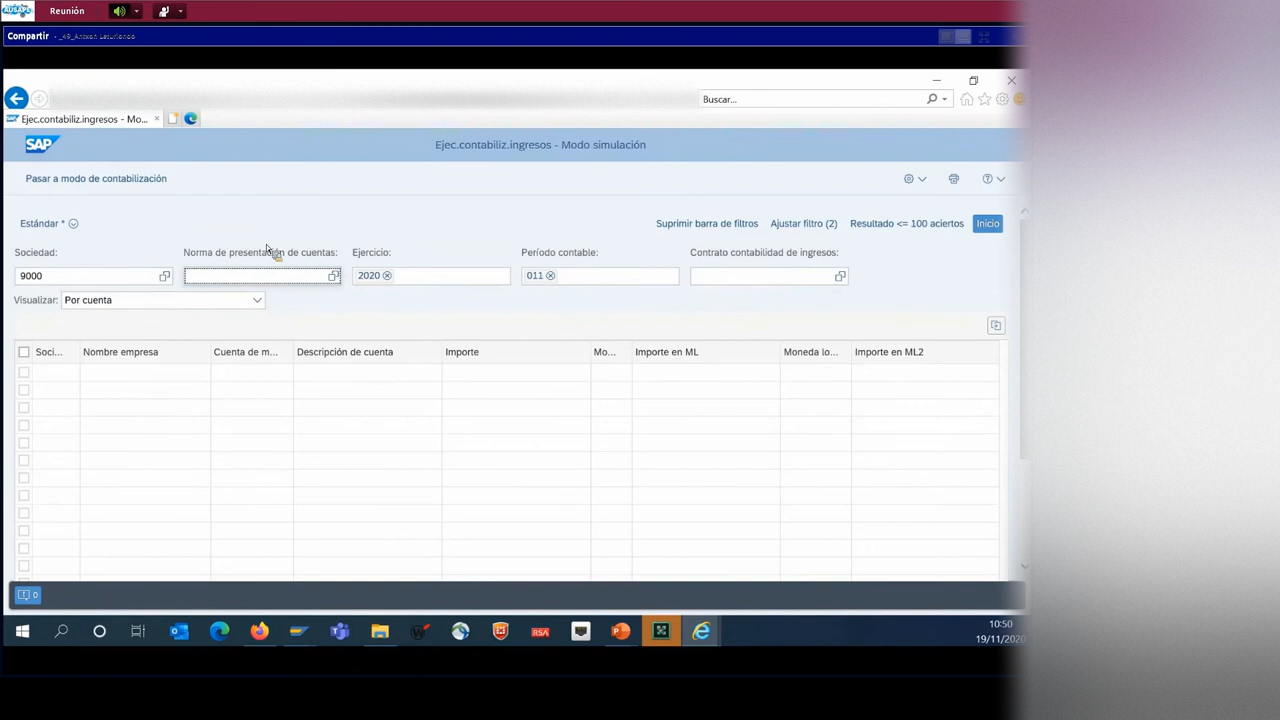 Reunión
Compartir - _49_Antxon Leturiondo
Buscar...
Ejec.contabiliz.ingresos - Mo...
SAP
Ejec.contabiliz.ingresos - Modo simulación
Pasar a modo de contabilización
Estándar *
Suprimir barra de filtros Ajustar filtro (2) Resultado <= 100 aciertos Inicio
Sociedad: Norma de presentación de cuentas: Ejercicio: Período contable: Contrato contabilidad de ingresos:
9000 2020 011
Visualizar: Por cuenta
Soci... Nombre empresa Cuenta de m... Descripción de cuenta Importe Mo... Importe en ML Moneda lo... Importe en ML2
0
RSA
10:50
19/11/2020